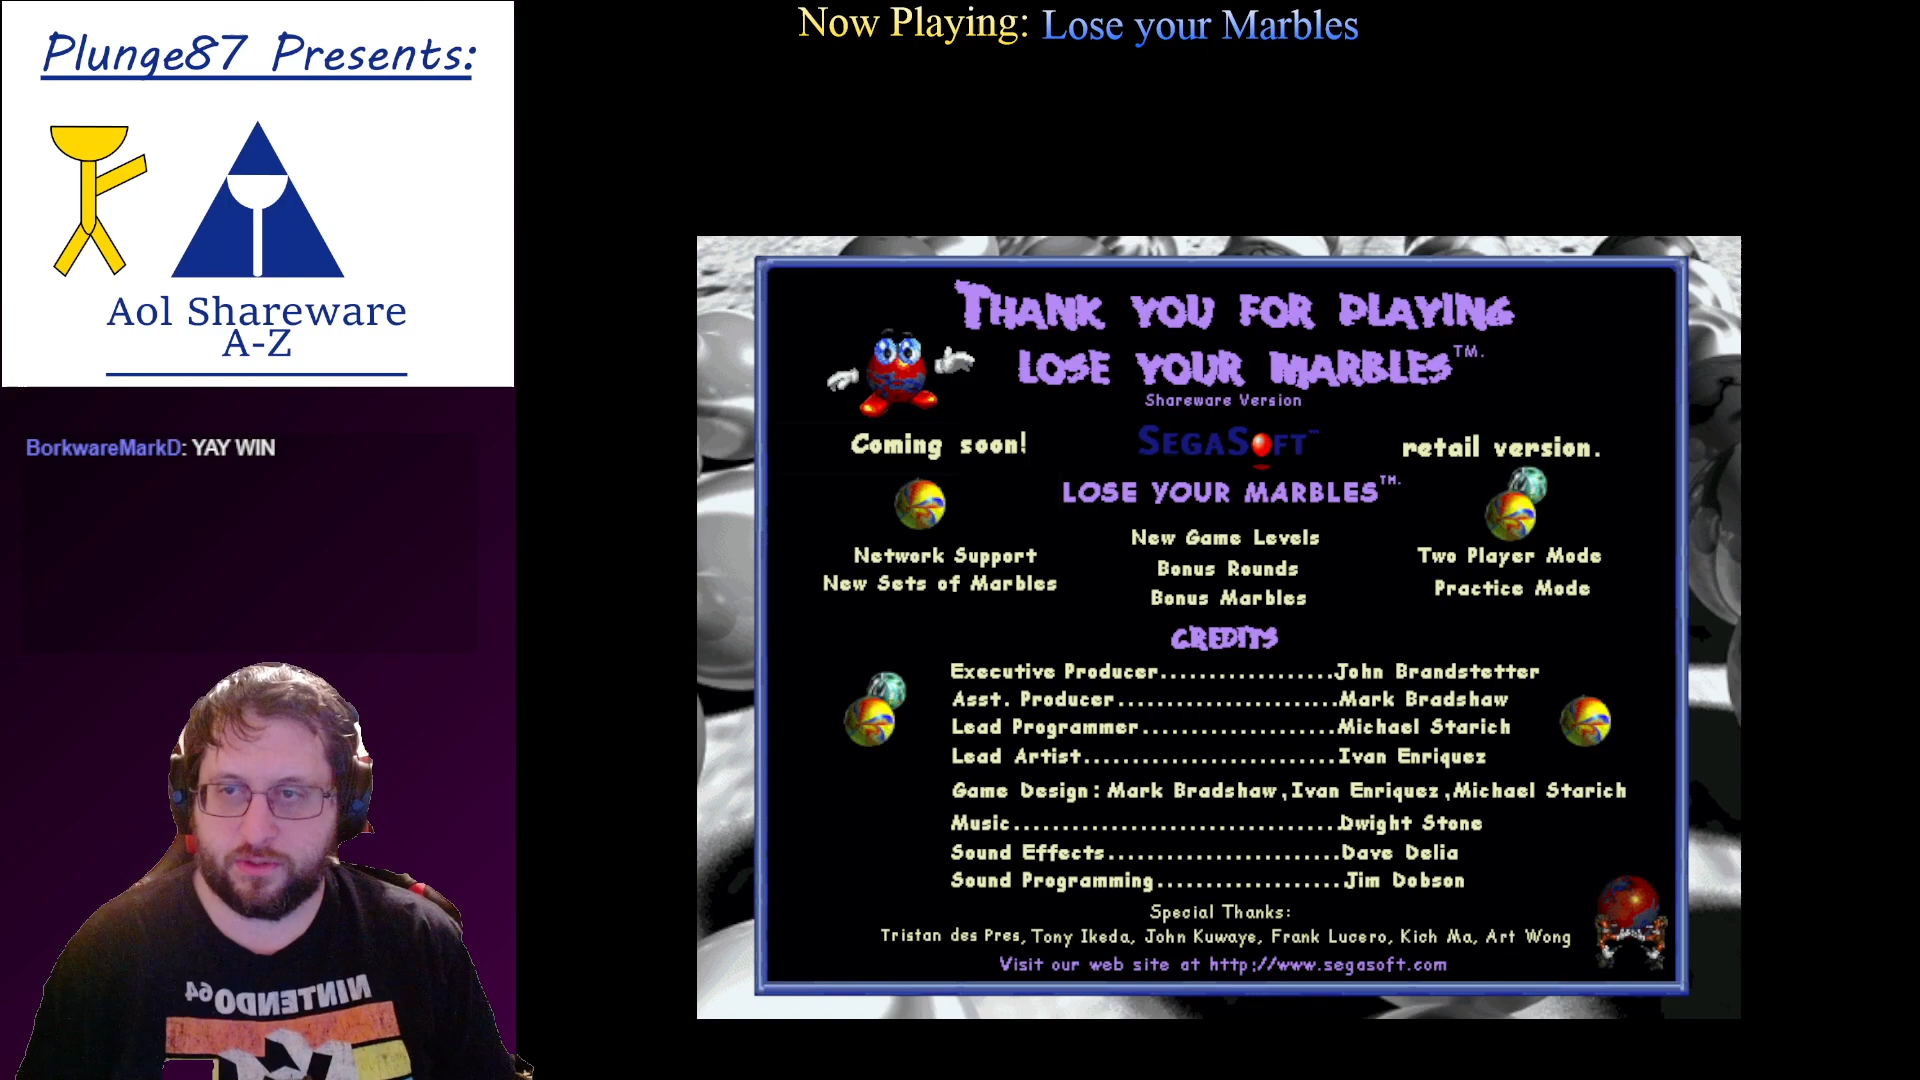 Plunge87 Presents:
Aol Shareware
A-Z
BorkwareMarkD: YAY WIN
NINTENDO64
Now Playing: Lose your Marbles
THANK YOU FOR PLAYING
LOSE YOUR MARBLES™.
Shareware Version
Coming soon! SEGASOFT™ retail version.
LOSE YOUR MARBLES™.
Network Support
New Sets of Marbles
New Game Levels
Bonus Rounds
Bonus Marbles
Two Player Mode
Practice Mode
CREDITS
Executive Producer..................John Brandstetter
Asst. Producer.......................Mark Bradshaw
Lead Programmer....................Michael Starich
Lead Artist..........................Ivan Enriquez
Game Design: Mark Bradshaw,Ivan Enriquez,Michael Starich
Music..................................Dwight Stone
Sound Effects........................Dave Delia
Sound Programming...................Jim Dobson
Special Thanks:
Tristan des Pres, Tony Ikeda, John Kuwaye, Frank Lucero, Kich Ma, Art Wong
Visit our web site at http://www.segasoft.com